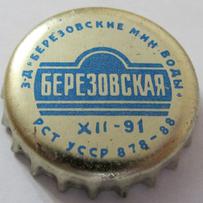 З-Д „БЕРЕЗОВСКИЕ МИН. ВОДЫ"
БЕРЕЗОВСКАЯ
XII-91
РСТ УССР 878-88